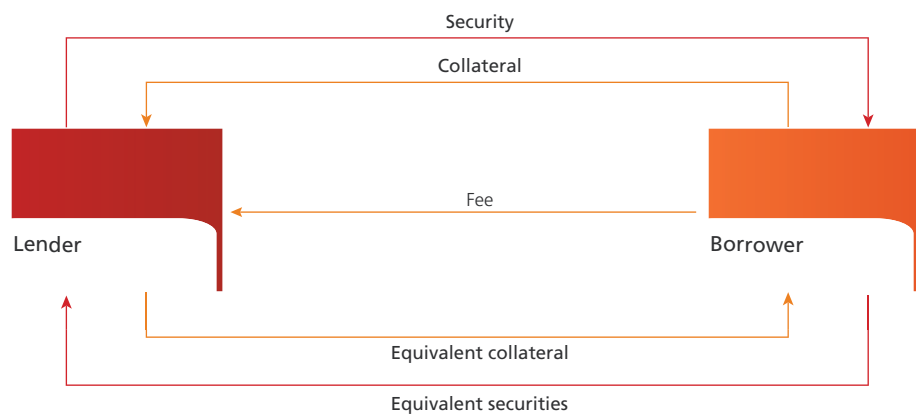 Security
Collateral
Fee
Lender
Borrower
Equivalent collateral
Equivalent securities